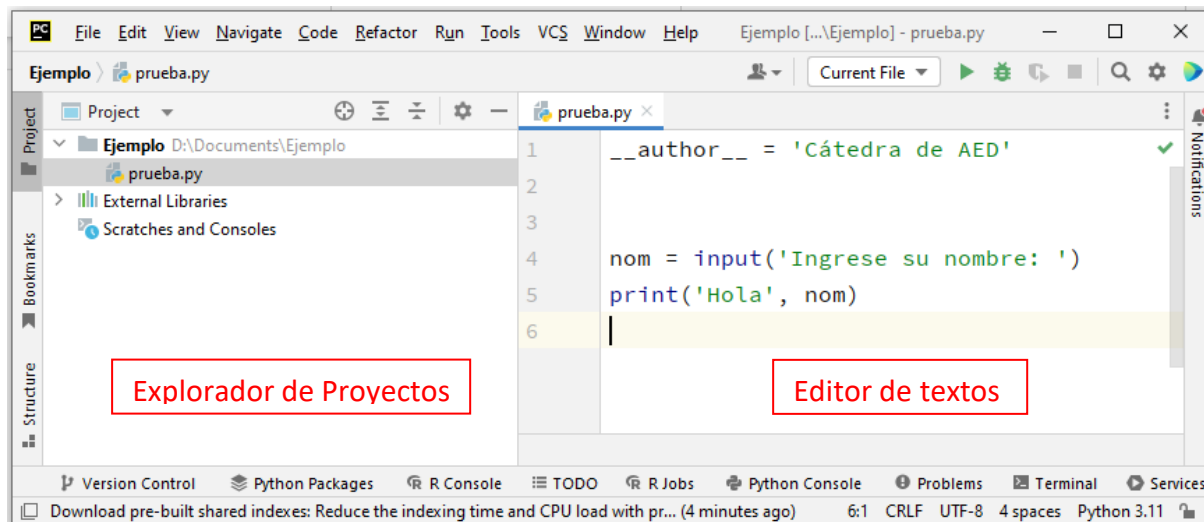 PC File Edit View Navigate Code Refactor Run Tools VCS Window Help Ejemplo [...\Ejemplo] - prueba.py
Ejemplo prueba.py Current File
Project
Bookmarks
Structure
Project
Ejemplo D:\Documents\Ejemplo
prueba.py
External Libraries
Scratches and Consoles
Explorador de Proyectos
prueba.py
1 __author__ = 'Cátedra de AED'
2
3
4 nom = input('Ingrese su nombre: ')
5 print('Hola', nom)
6
Editor de textos
Notifications
Version Control Python Packages R Console TODO R Jobs Python Console Problems Terminal Services
Download pre-built shared indexes: Reduce the indexing time and CPU load with pr... (4 minutes ago) 6:1 CRLF UTF-8 4 spaces Python 3.11